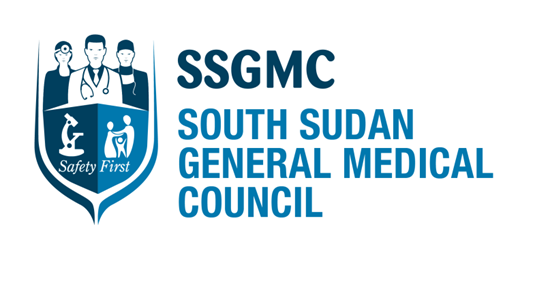 SSGMC
SOUTH SUDAN
GENERAL MEDICAL
COUNCIL
Safety First